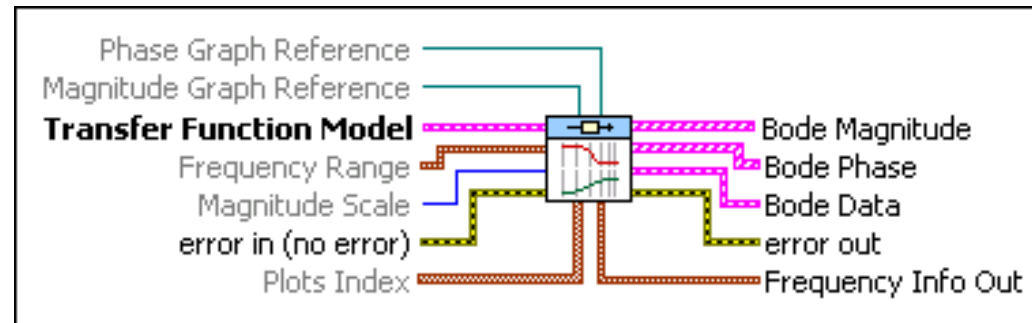 Phase Graph Reference
Magnitude Graph Reference
Transfer Function Model
Frequency Range
Magnitude Scale
error in (no error)
Plots Index
Bode Magnitude
Bode Phase
Bode Data
error out
Frequency Info Out